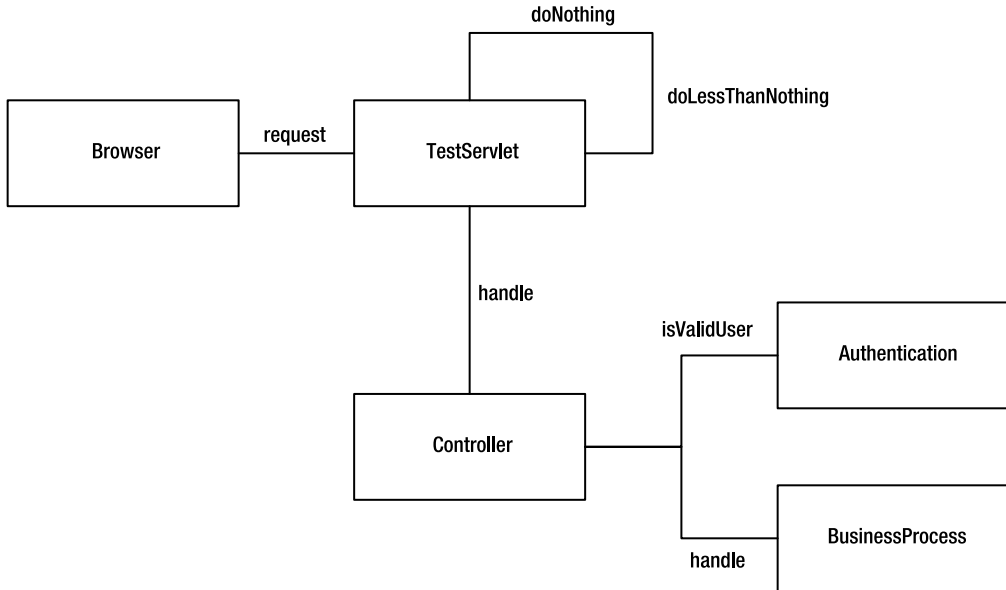 doNothing
doLessThanNothing
Browser
request
TestServlet
handle
isValidUser
Authentication
Controller
BusinessProcess
handle